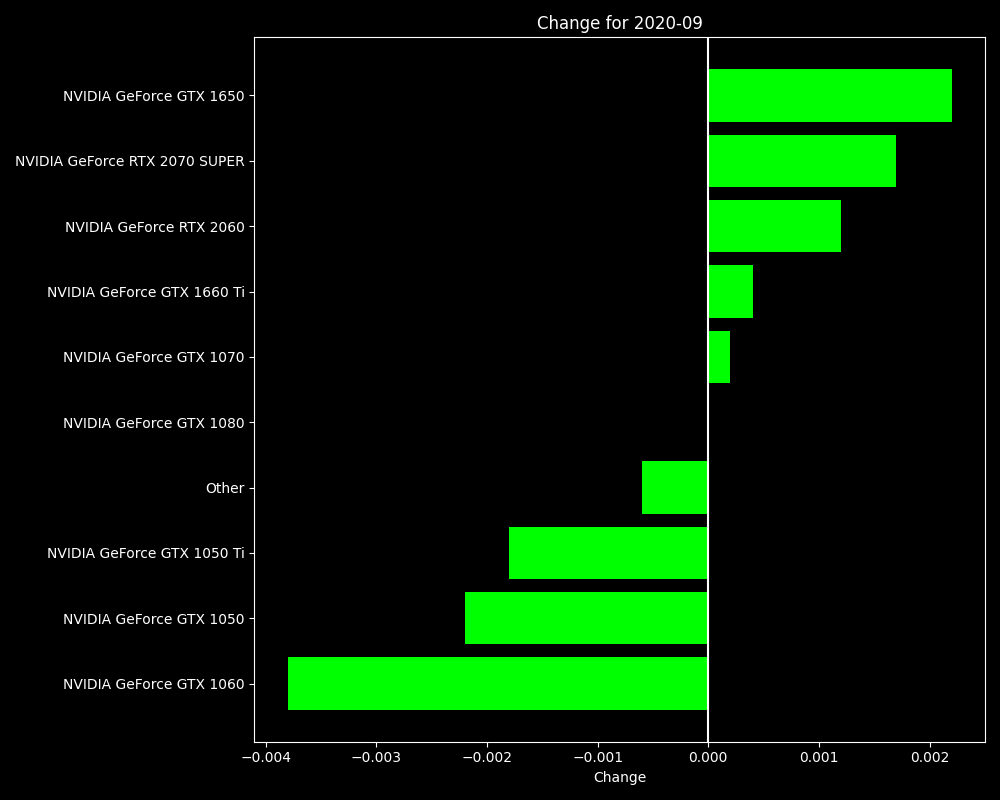 Change for 2020-09
NVIDIA GeForce GTX 1650
NVIDIA GeForce RTX 2070 SUPER
NVIDIA GeForce RTX 2060
NVIDIA GeForce GTX 1660 Ti
NVIDIA GeForce GTX 1070
NVIDIA GeForce GTX 1080
Other
NVIDIA GeForce GTX 1050 Ti
NVIDIA GeForce GTX 1050
NVIDIA GeForce GTX 1060
−0.004 −0.003 −0.002 −0.001 0.000 0.001 0.002
Change